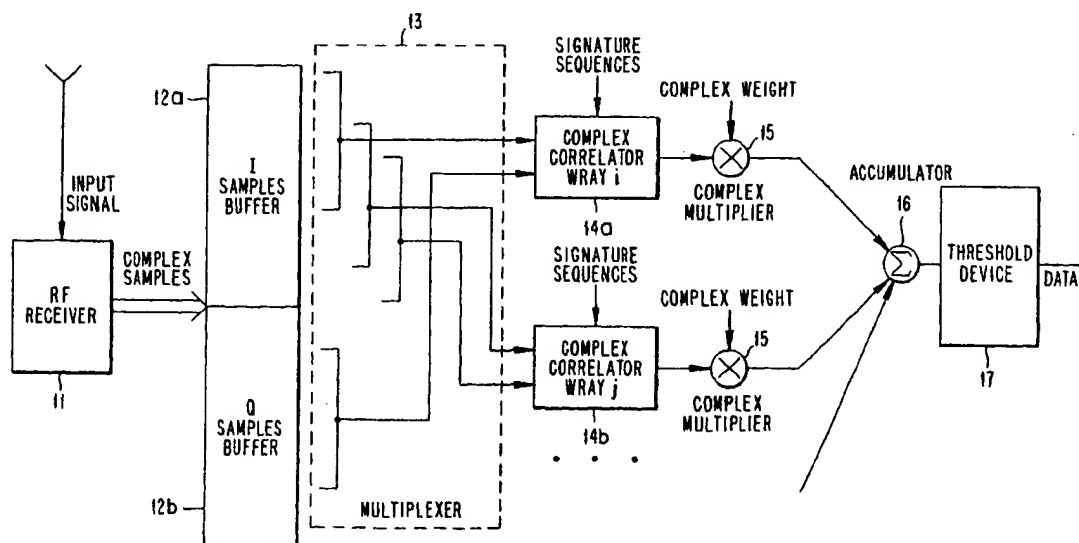 13
12a
SIGNATURE
SEQUENCES
COMPLEX WEIGHT
15
I
SAMPLES
BUFFER
COMPLEX
CORRELATOR
WRAY i
COMPLEX
MULTIPLIER
ACCUMULATOR
16
INPUT
SIGNAL
14a
SIGNATURE
SEQUENCES
COMPLEX
SAMPLES
RF
RECEIVER
11
COMPLEX WEIGHT
15
Σ
THRESHOLD
DEVICE
DATA
17
COMPLEX
CORRELATOR
WRAY j
COMPLEX
MULTIPLIER
14b
Q
SAMPLES
BUFFER
12b
MULTIPLEXER